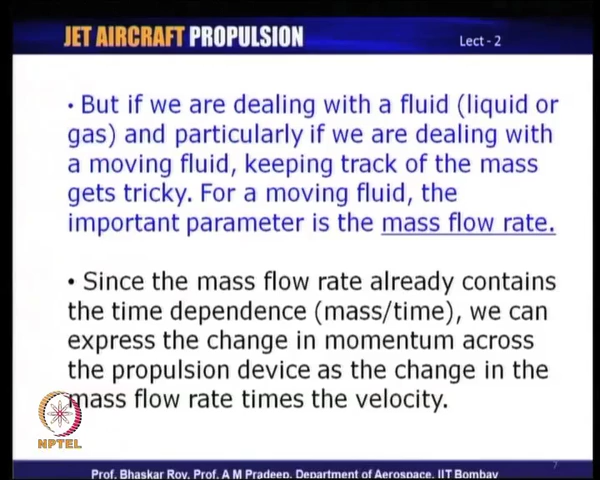 JET AIRCRAFT PROPULSION
Lect - 2
• But if we are dealing with a fluid (liquid or
gas) and particularly if we are dealing with
a moving fluid, keeping track of the mass
gets tricky. For a moving fluid, the
important parameter is the mass flow rate.
• Since the mass flow rate already contains
the time dependence (mass/time), we can
express the change in momentum across
the propulsion device as the change in the
mass flow rate times the velocity.
NPTEL
7
Prof. Bhaskar Roy, Prof. A M Pradeep, Department of Aerospace, IIT Bombay